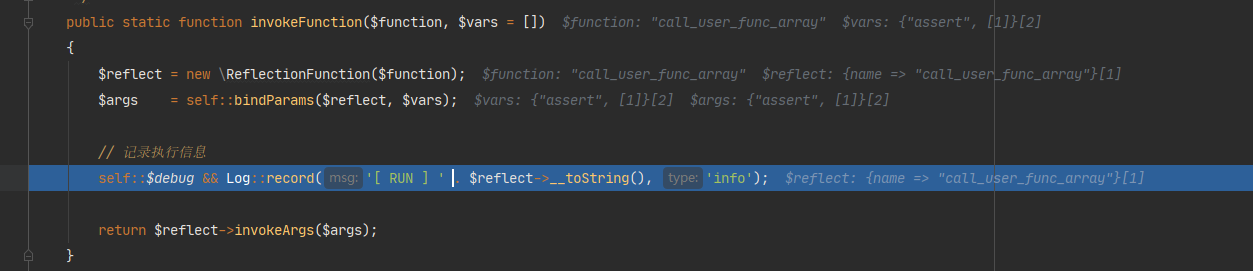 public static function invokeFunction($function, $vars = []) $function: "call_user_func_array" $vars: {"assert", [1]}[2]
{
$reflect = new \ReflectionFunction($function); $function: "call_user_func_array" $reflect: {name => "call_user_func_array"}[1]
$args = self::bindParams($reflect, $vars); $vars: {"assert", [1]}[2] $args: {"assert", [1]}[2]
// 记录执行信息
self::$debug && Log::record( msg: '[ RUN ] ' . $reflect->__toString(), type: 'info'); $reflect: {name => "call_user_func_array"}[1]
return $reflect->invokeArgs($args);
}